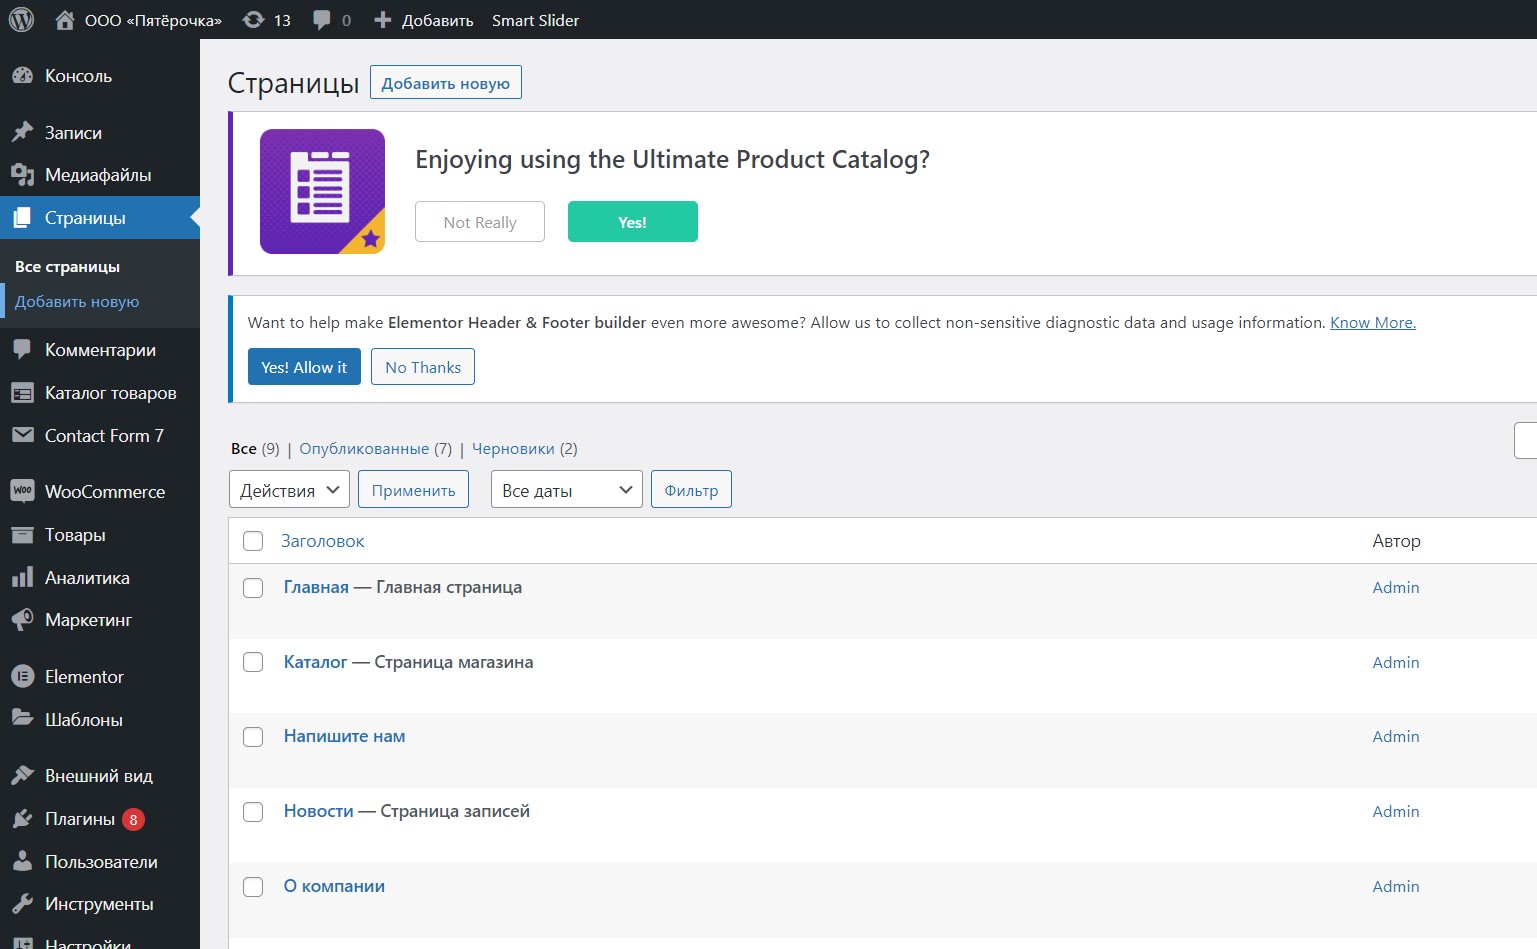 ООО «Пятёрочка» 13 0 Добавить Smart Slider
Консоль
Записи
Медиафайлы
Страницы
Все страницы
Добавить новую
Комментарии
Каталог товаров
Contact Form 7
WooCommerce
Товары
Аналитика
Маркетинг
Elementor
Шаблоны
Внешний вид
Плагины 8
Пользователи
Инструменты
Настройки
Страницы Добавить новую
Enjoying using the Ultimate Product Catalog?
Not Really Yes!
Want to help make Elementor Header & Footer builder even more awesome? Allow us to collect non-sensitive diagnostic data and usage information. Know More.
Yes! Allow it No Thanks
Все (9) | Опубликованные (7) | Черновики (2)
Действия Применить Все даты Фильтр
Заголовок Автор
Главная — Главная страница Admin
Каталог — Страница магазина Admin
Напишите нам Admin
Новости — Страница записей Admin
О компании Admin